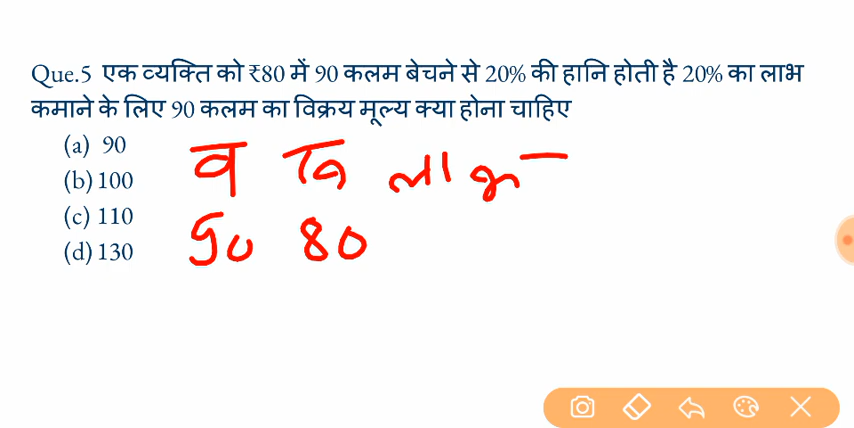 Que.5 एक व्यक्ति को ₹80 में 90 कलम बेचने से 20% की हानि होती है 20% का लाभ
कमाने के लिए 90 कलम का विक्रय मूल्य क्या होना चाहिए
(a) 90
(b) 100
(c) 110
(d) 130
व वि लाभ –
90 80